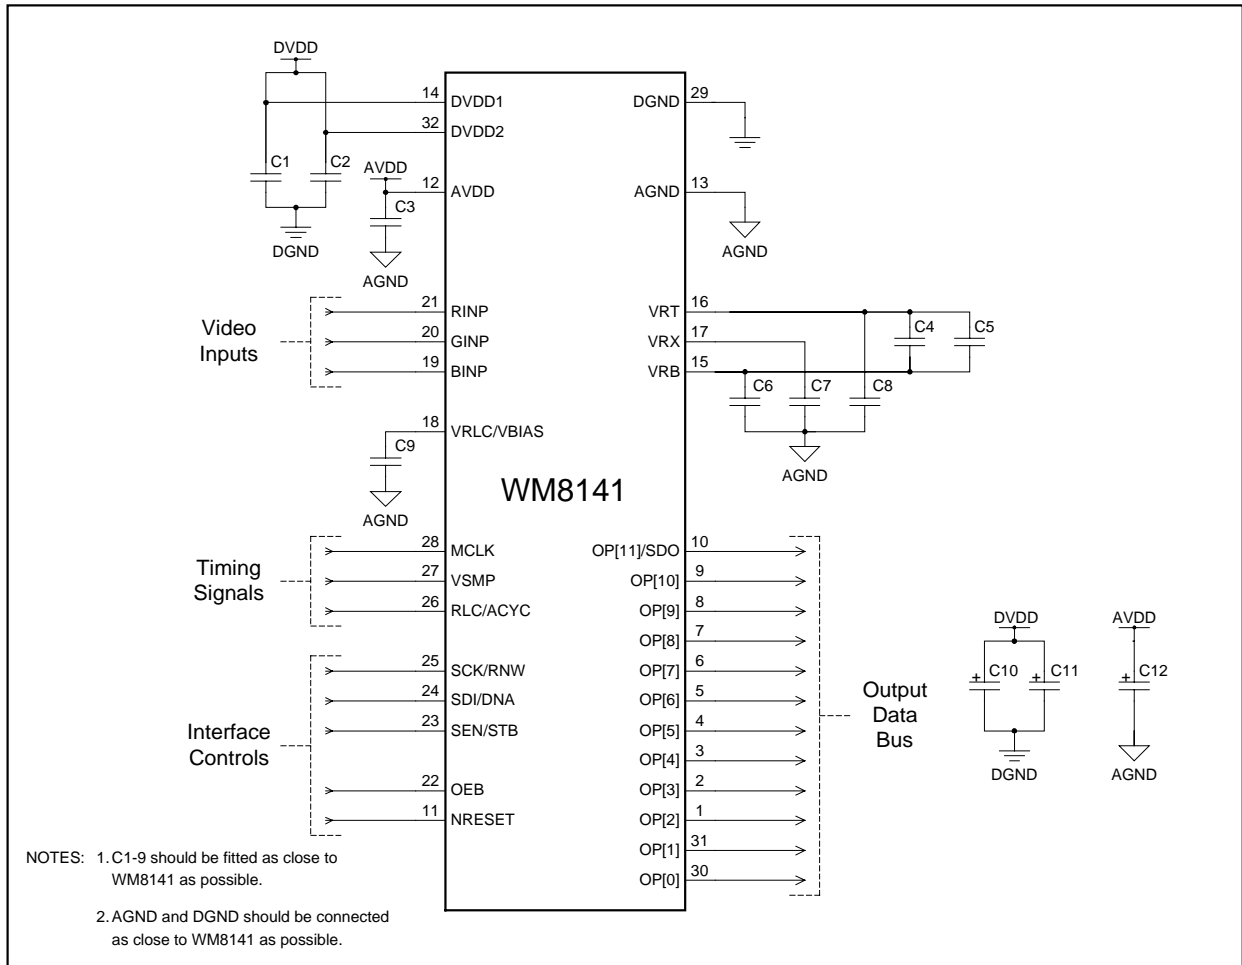 DVDD
14 DVDD1
32 DVDD2
C1 C2
DGND
AVDD
12 AVDD
C3
AGND
DGND 29
AGND 13
AGND
Video
Inputs
21 RINP
20 GINP
19 BINP
VRT 16
VRX 17
VRB 15
C4 C5
C6 C7 C8
AGND
18 VRLC/VBIAS
C9
AGND
WM8141
Timing
Signals
28 MCLK
27 VSMP
26 RLC/ACYC
Interface
Controls
25 SCK/RNW
24 SDI/DNA
23 SEN/STB
22 OEB
11 NRESET
OP[11]/SDO 10
OP[10] 9
OP[9] 8
OP[8] 7
OP[7] 6
OP[6] 5
OP[5] 4
OP[4] 3
OP[3] 2
OP[2] 1
OP[1] 31
OP[0] 30
Output
Data
Bus
DVDD
+ C10 + C11
DGND
AVDD
+ C12
AGND
NOTES: 1. C1-9 should be fitted as close to
WM8141 as possible.
2. AGND and DGND should be connected
as close to WM8141 as possible.